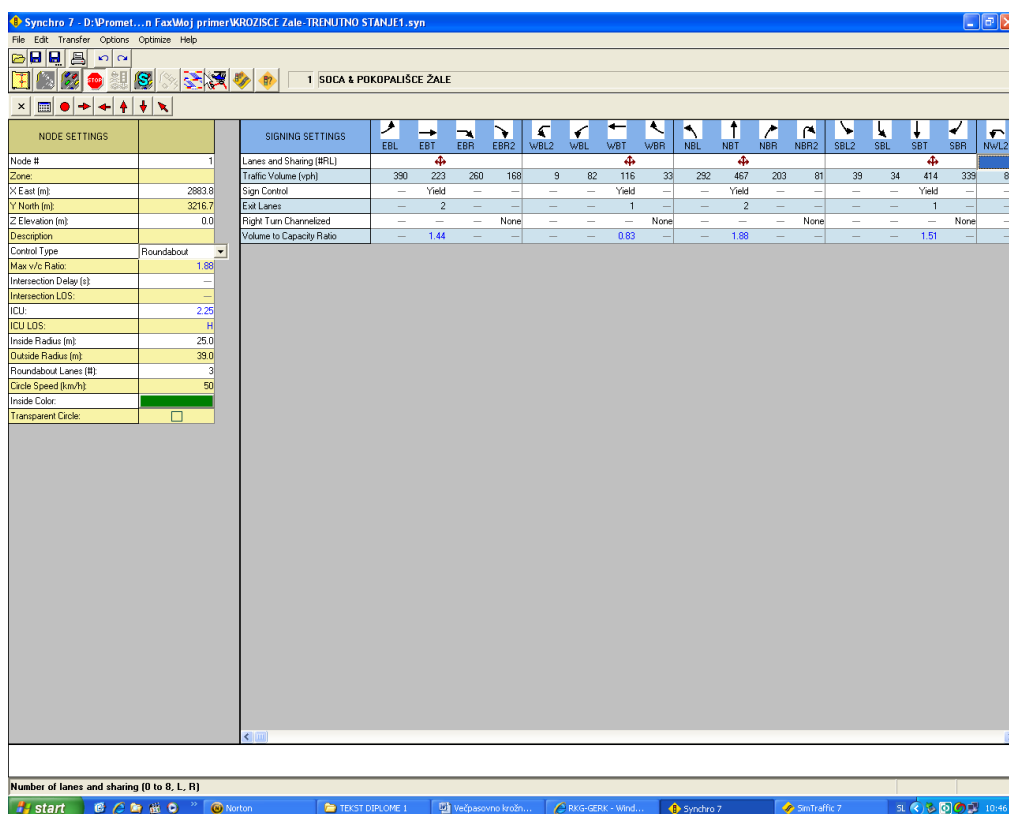 Synchro 7 - D:\Promet...n Fax\Moj primer\KROZISCE Zale-TRENUTNO STANJE1.syn
File Edit Transfer Options Optimize Help
STOP
1 SOCA & POKOPALIŠCE ŽALE
NODE SETTINGS
Node # 1
Zone:
X East (m): 2883.8
Y North (m): 3216.7
Z Elevation (m): 0.0
Description
Control Type Roundabout
Max v/c Ratio: 1.88
Intersection Delay (s): —
Intersection LOS: —
ICU: 2.25
ICU LOS: H
Inside Radius (m): 25.0
Outside Radius (m): 39.0
Roundabout Lanes (#): 3
Circle Speed (km/h): 50
Inside Color:
Transparent Circle:
SIGNING SETTINGS EBL EBT EBR EBR2 WBL2 WBL WBT WBR NBL NBT NBR NBR2 SBL2 SBL SBT SBR NWL2
Lanes and Sharing (#RL)
Traffic Volume (vph) 390 223 260 168 9 82 116 33 292 467 203 81 39 34 414 339 8
Sign Control — Yield — — — — Yield — — Yield — — — — Yield — —
Exit Lanes — 2 — — — — 1 — — 2 — — — — 1 — —
Right Turn Channelized — — — None — — — None — — — None — — — None —
Volume to Capacity Ratio — 1.44 — — — — 0.83 — — 1.88 — — — — 1.51 — —
Number of lanes and sharing (0 to 8, L, R)
start » Norton TEKST DIPLOME 1 Večpasovno krožn... RKG-GERK - Wind... Synchro 7 SimTraffic 7 SL 10:46